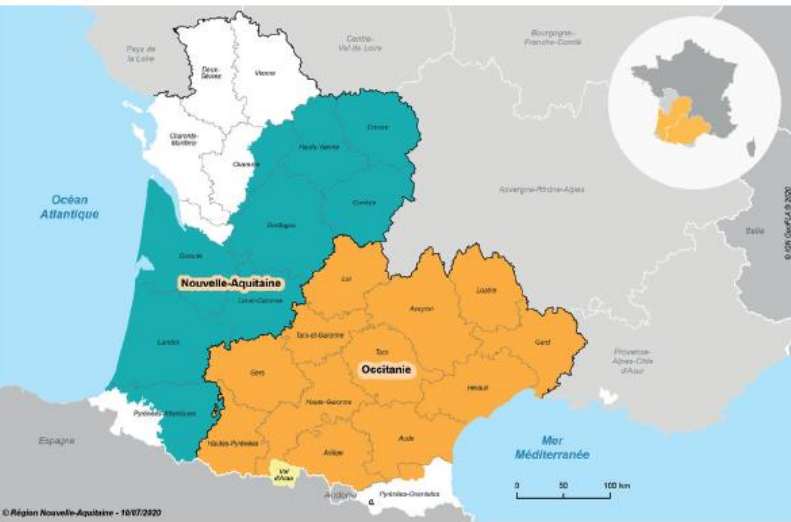 Pays de
la Loire
Centre-
Val de Loire
Bourgogne-
Franche-Comté
Deux-
Sèvres
Vienne
Charente-
Maritime
Charente
Haute-Vienne
Creuse
Corrèze
Dordogne
Auvergne-Rhône-Alpes
Océan
Atlantique
Gironde
Nouvelle-Aquitaine
Lot-et-Garonne
Landes
Pyrénées-Atlantiques
Lot
Aveyron
Lozère
Gard
Tarn-et-Garonne
Tarn
Occitanie
Gers
Haute-Garonne
Hérault
Hautes-Pyrénées
Ariège
Aude
Val
d'Aran
Pyrénées-Orientales
Andorre
Espagne
Italie
Provence-
Alpes-Côte
d'Azur
Mer
Méditerranée
0 50 100 km
© Région Nouvelle-Aquitaine - 10/07/2020
© IGN GeoFLA ® 2020